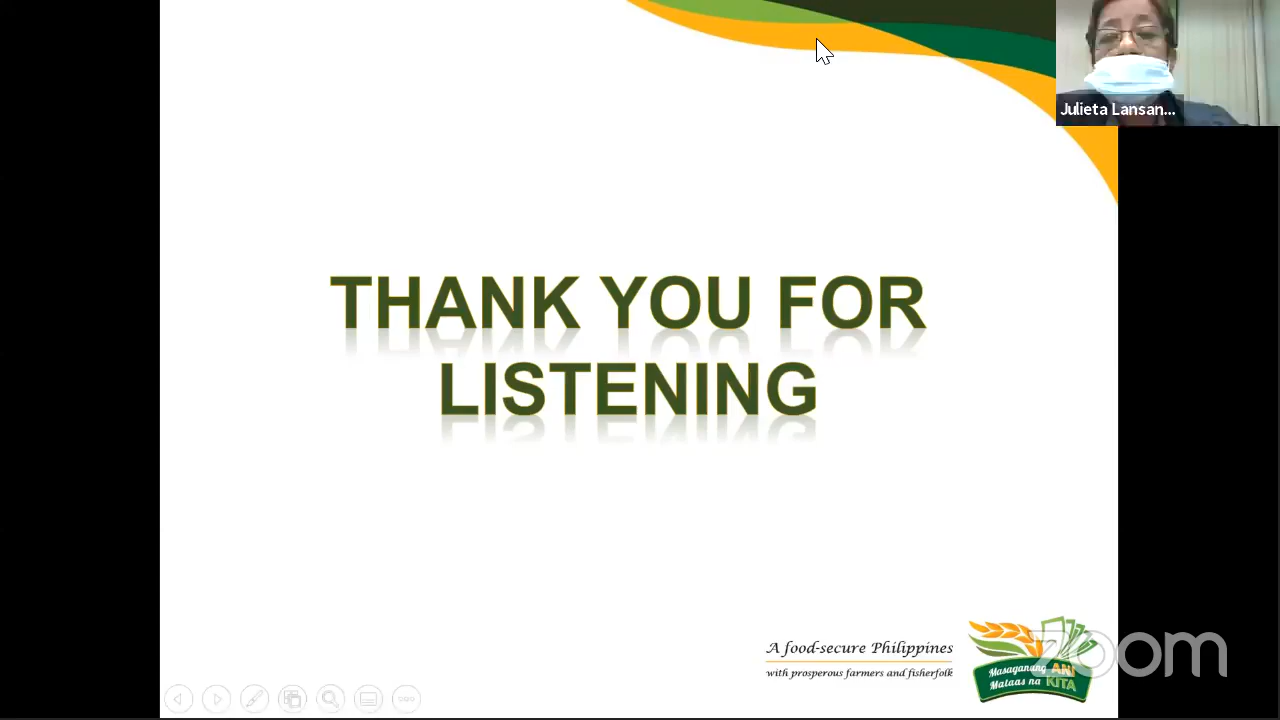 Julieta Lansan...
THANK YOU FOR
LISTENING
A food-secure Philippines
with prosperous farmers and fisherfolk
Masaganang ANI
Mataas na KITA
zoom